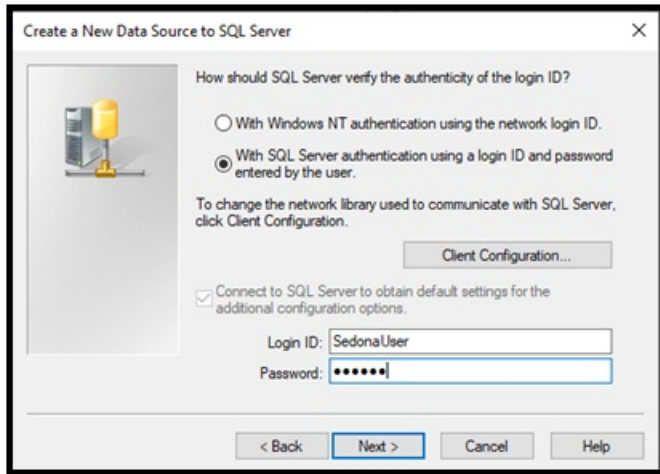 Create a New Data Source to SQL Server
How should SQL Server verify the authenticity of the login ID?
With Windows NT authentication using the network login ID.
With SQL Server authentication using a login ID and password
entered by the user.
To change the network library used to communicate with SQL Server,
click Client Configuration.
Client Configuration...
Connect to SQL Server to obtain default settings for the
additional configuration options.
Login ID: SedonaUser
Password: ●●●●●●
< Back Next > Cancel Help